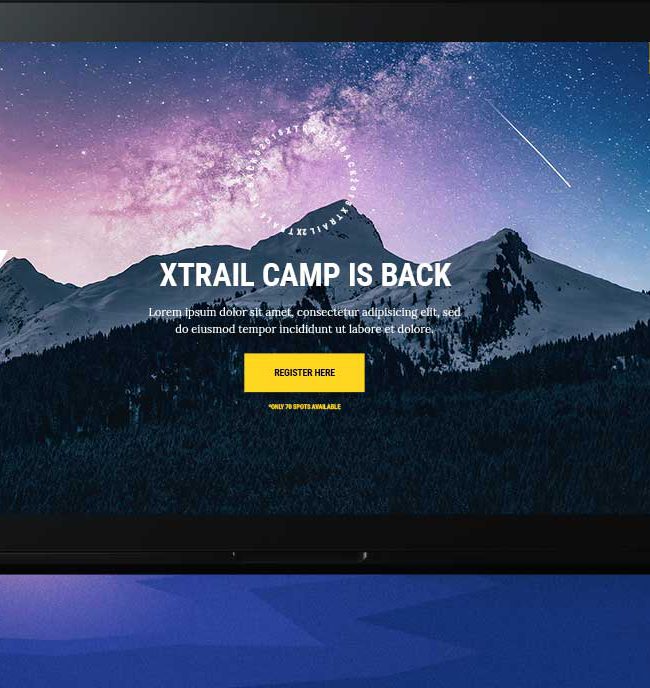 XTRAIL CAMP IS BACK
Lorem ipsum dolor sit amet, consectetur adipisicing elit, sed
do eiusmod tempor incididunt ut labore et dolore.
REGISTER HERE
*ONLY 70 SPOTS AVAILABLE